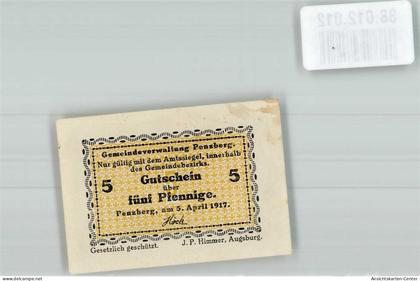 38.012.012
Gemeindeverwaltung Penzberg.
Nur gültig mit dem Amtssiegel, innerhalb
des Gemeindebezirks.
5 Gutschein 5
über
fünf Pfennige.
Penzberg, am 5. April 1917.
Gesetzlich geschützt. J. P. Himmer, Augsburg.
Ansichtskarten-Center